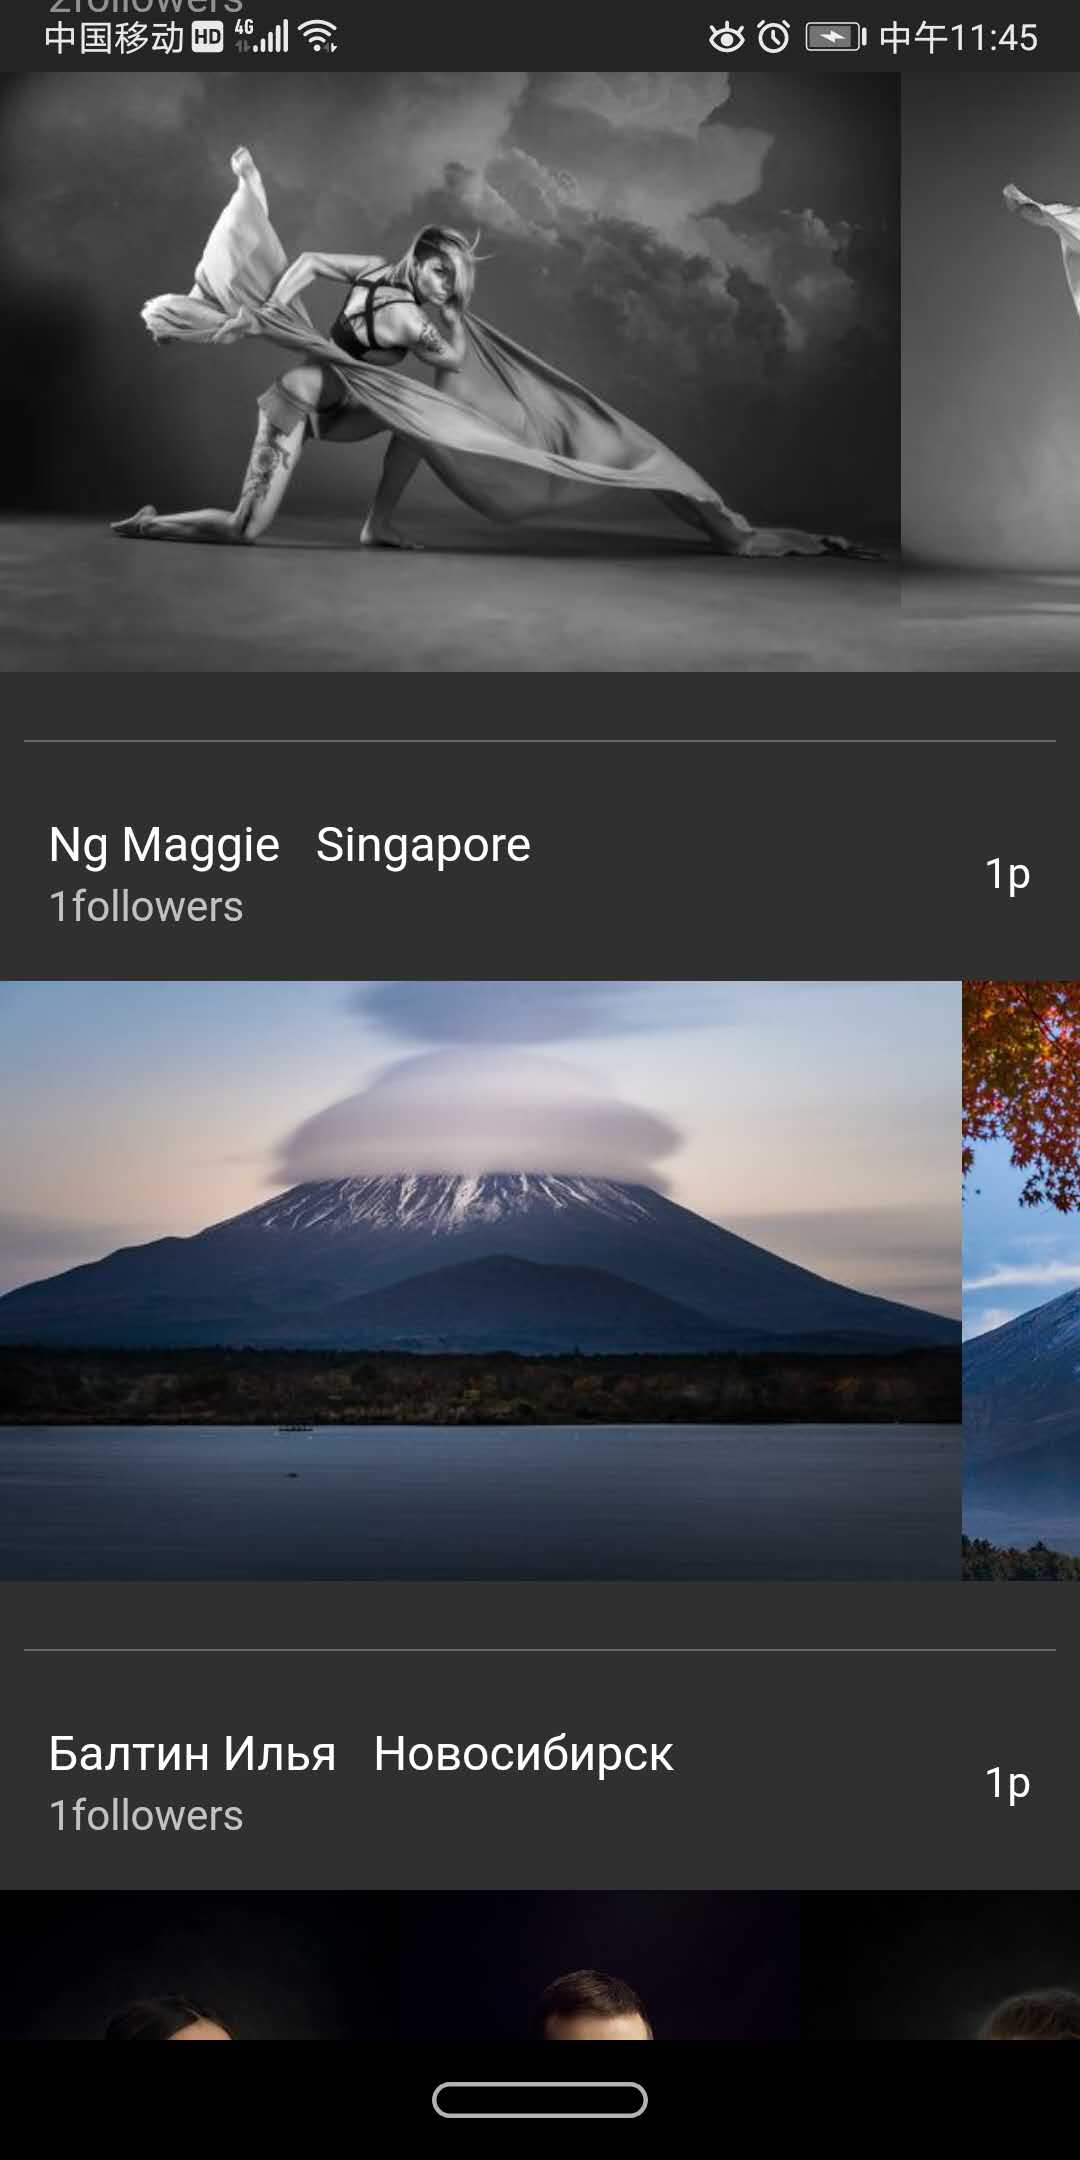 2followers
中国移动 HD 4G 中午11:45
Ng Maggie Singapore
1followers
1p
Балтин Илья Новосибирск
1followers
1p